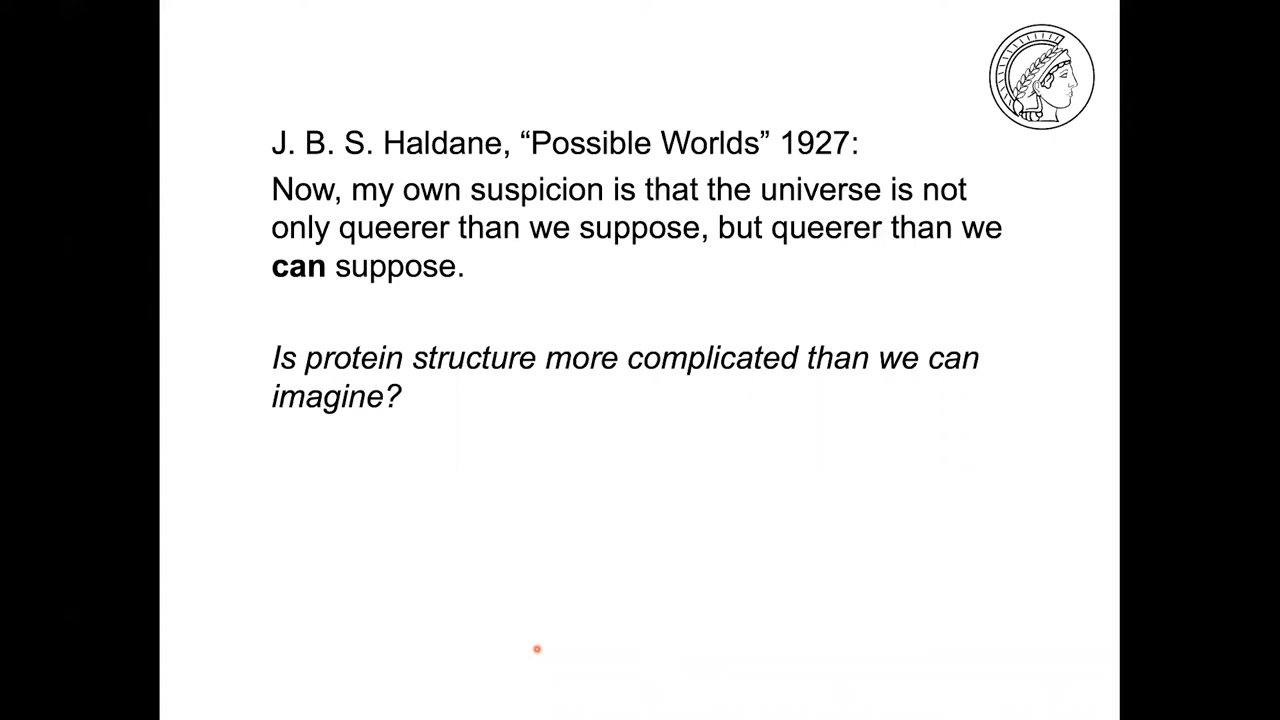 J. B. S. Haldane, “Possible Worlds” 1927:
Now, my own suspicion is that the universe is not
only queerer than we suppose, but queerer than we
can suppose.
Is protein structure more complicated than we can
imagine?